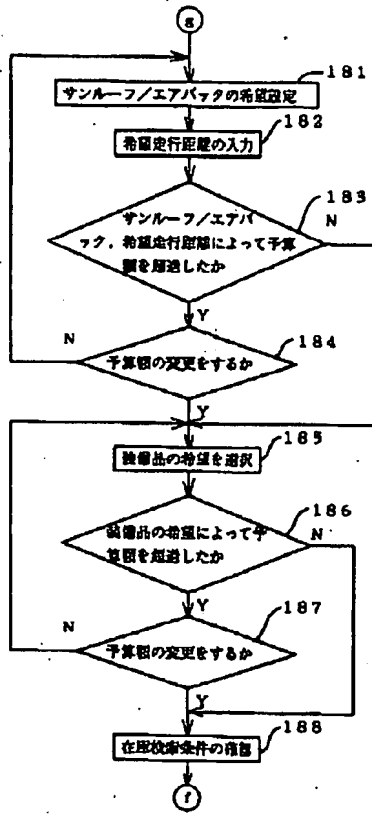 g
サンルーフ／エアバックの希望設定
181
希望走行距離の入力
182
サンルーフ／エアバ
ック，希望走行距離によって予算
額を超過したか
183
N
Y
予算額の変更をするか
184
N
Y
装備品の希望を選択
185
装備品の希望によって予
算額を超過したか
186
N
Y
予算額の変更をするか
187
N
Y
在庫検索条件の確認
188
f